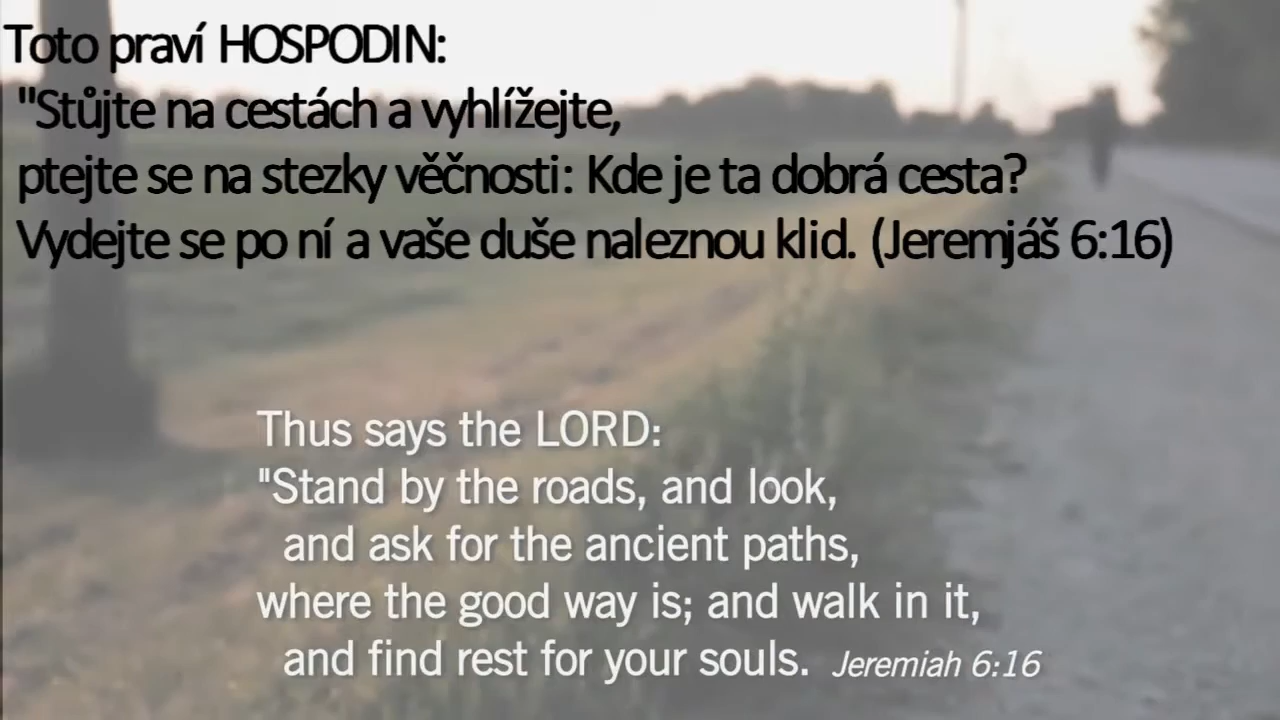 Toto praví HOSPODIN:
"Stůjte na cestách a vyhlížejte,
ptejte se na stezky věčnosti: Kde je ta dobrá cesta?
Vydejte se po ní a vaše duše naleznou klid. (Jeremjáš 6:16)
Thus says the LORD:
"Stand by the roads, and look,
and ask for the ancient paths,
where the good way is; and walk in it,
and find rest for your souls. Jeremiah 6:16